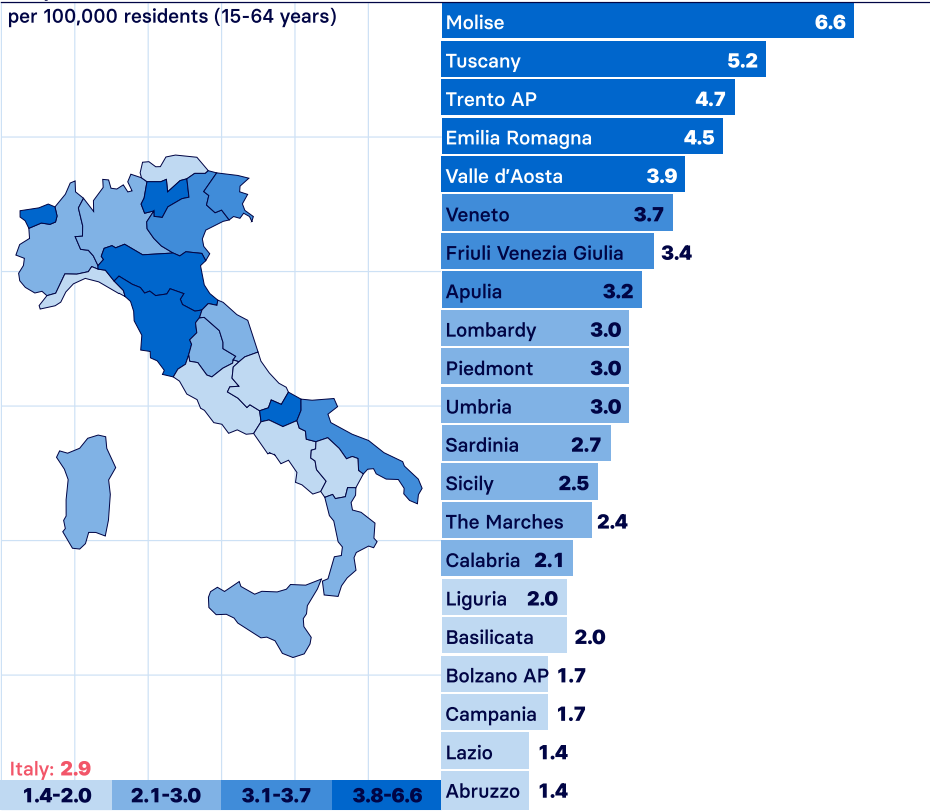 per 100,000 residents (15-64 years)
Molise 6.6
Tuscany 5.2
Trento AP 4.7
Emilia Romagna 4.5
Valle d’Aosta 3.9
Veneto 3.7
Friuli Venezia Giulia 3.4
Apulia 3.2
Lombardy 3.0
Piedmont 3.0
Umbria 3.0
Sardinia 2.7
Sicily 2.5
The Marches 2.4
Calabria 2.1
Liguria 2.0
Basilicata 2.0
Bolzano AP 1.7
Campania 1.7
Lazio 1.4
Abruzzo 1.4
Italy: 2.9
1.4-2.0 2.1-3.0 3.1-3.7 3.8-6.6